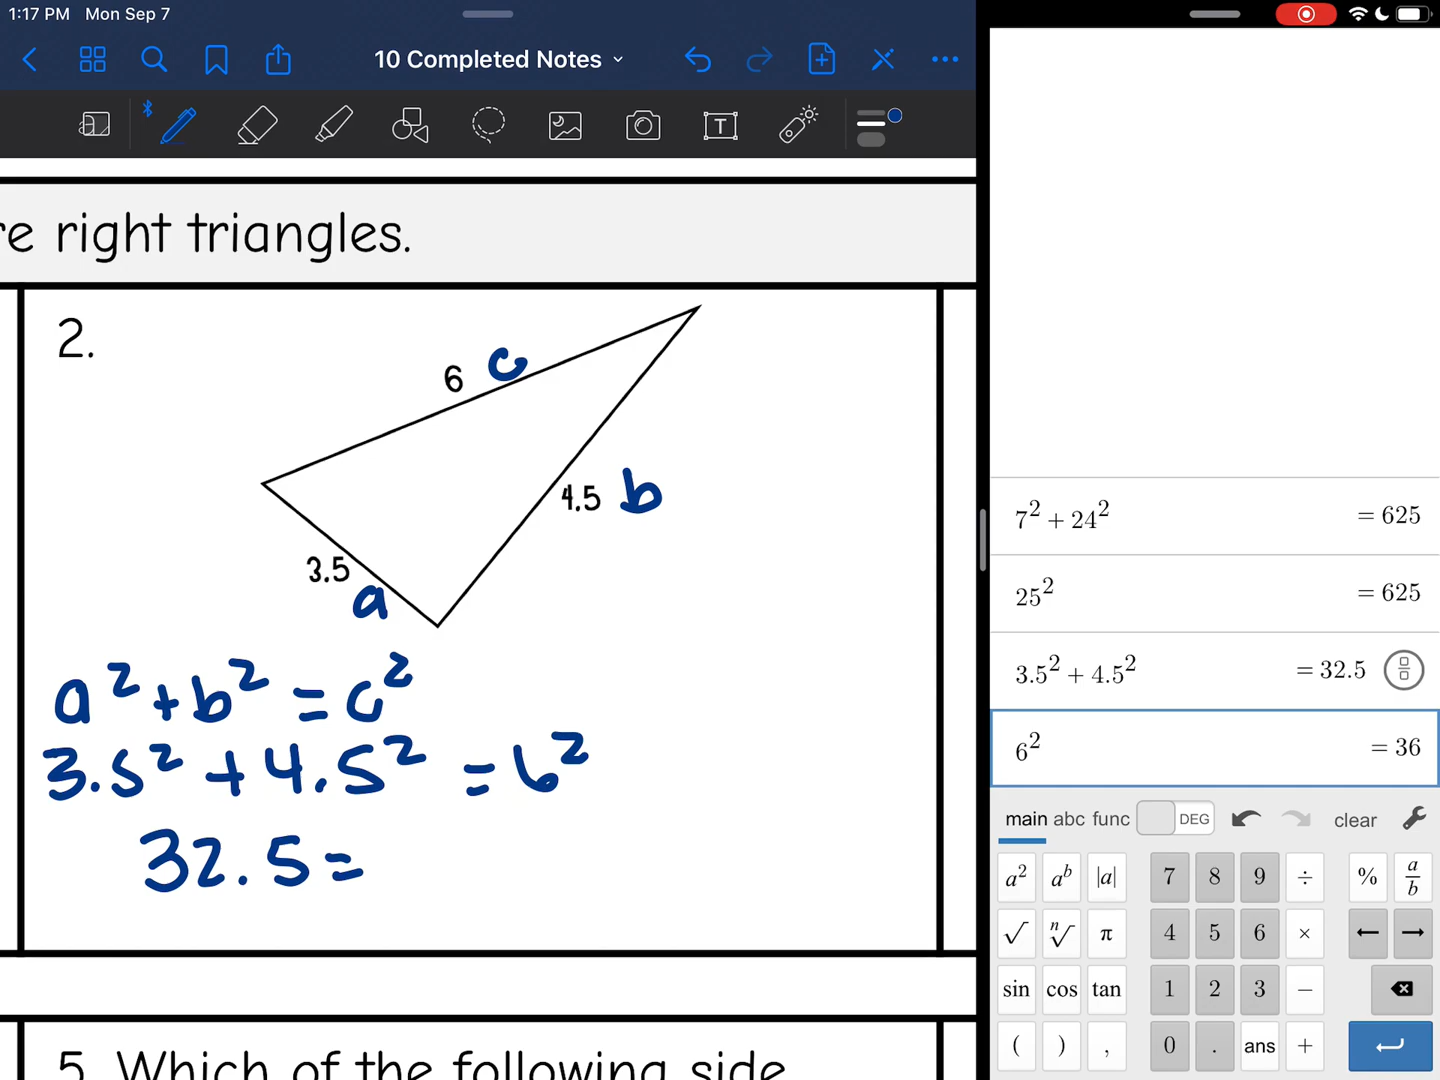 1:17 PM Mon Sep 7
10 Completed Notes
T
re right triangles.
2.
6 c
4.5 b
3.5
a
a² + b² = c²
3.5² + 4.5² = 6²
32.5 =
5. Which of the following side
7² + 24² = 625
25² = 625
3.5² + 4.5² = 32.5
6² = 36
main abc func DEG clear
a² aᵇ |a| 7 8 9 ÷ % a/b
√ ⁿ√ π 4 5 6 × ← →
sin cos tan 1 2 3 −
( ) , 0 . ans +